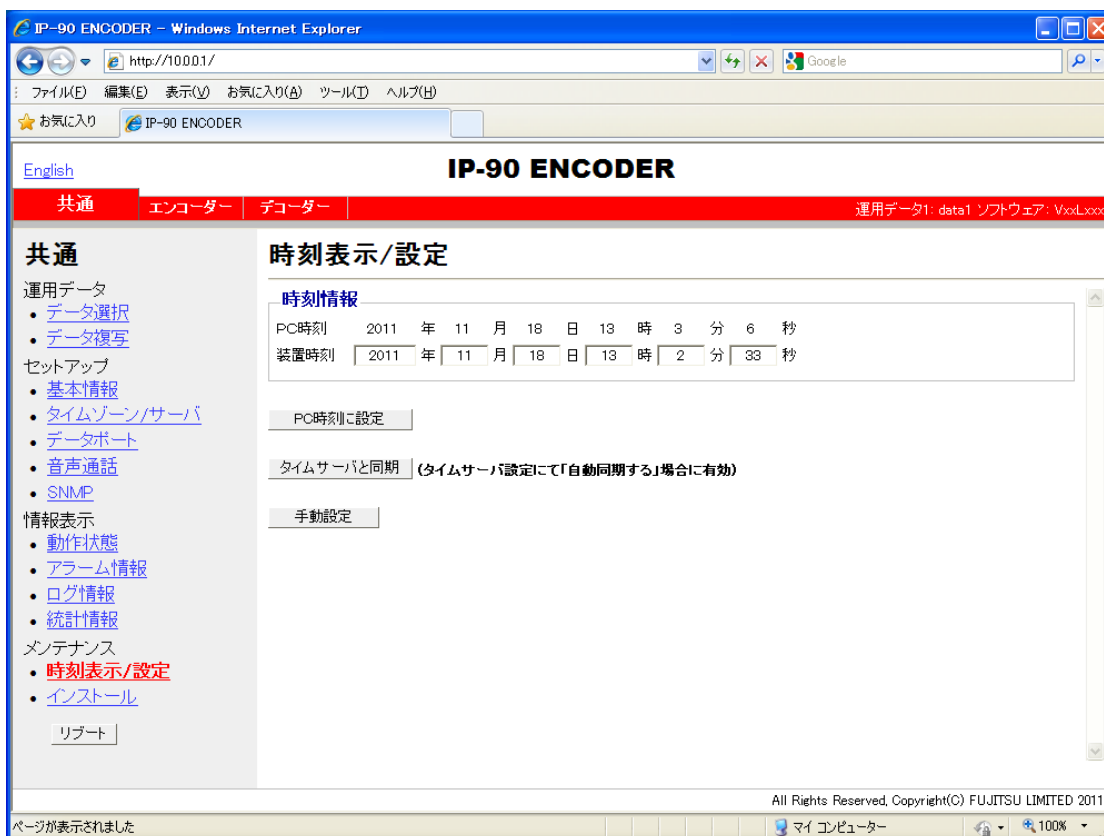 IP-90 ENCODER - Windows Internet Explorer
http://10.0.0.1/
Google
ファイル(F) 編集(E) 表示(V) お気に入り(A) ツール(T) ヘルプ(H)
お気に入り IP-90 ENCODER
English
IP-90 ENCODER
共通 エンコーダー デコーダー 運用データ1: data1 ソフトウェア: VxxLxxx
共通
運用データ
データ選択
データ複写
セットアップ
基本情報
タイムゾーン/サーバ
データポート
音声通話
SNMP
情報表示
動作状態
アラーム情報
ログ情報
統計情報
メンテナンス
時刻表示/設定
インストール
リブート
時刻表示/設定
時刻情報
PC時刻 2011 年 11 月 18 日 13 時 3 分 6 秒
装置時刻 2011 年 11 月 18 日 13 時 2 分 33 秒
PC時刻に設定
タイムサーバと同期 (タイムサーバ設定にて「自動同期する」場合に有効)
手動設定
All Rights Reserved, Copyright(C) FUJITSU LIMITED 2011
ページが表示されました マイ コンピューター 100%